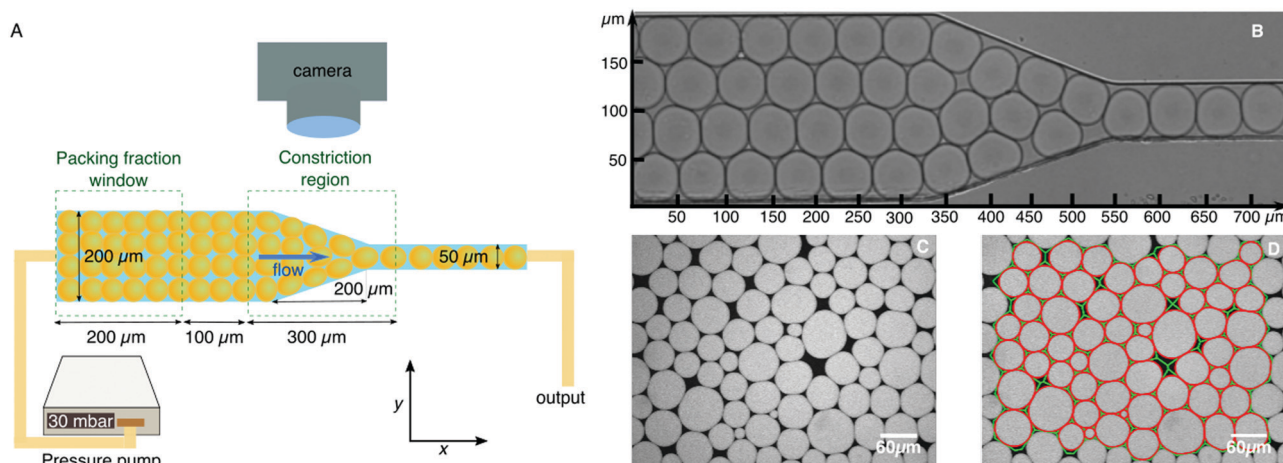 A
camera
Packing fraction
window
Constriction
region
200 µm
flow
50 µm
200 µm
200 µm
100 µm
300 µm
30 mbar
Pressure pump
y
x
output
µm
B
150
100
50
50
100
150
200
250
300
350
400
450
500
550
600
650
700
C
60µm
D
60µm